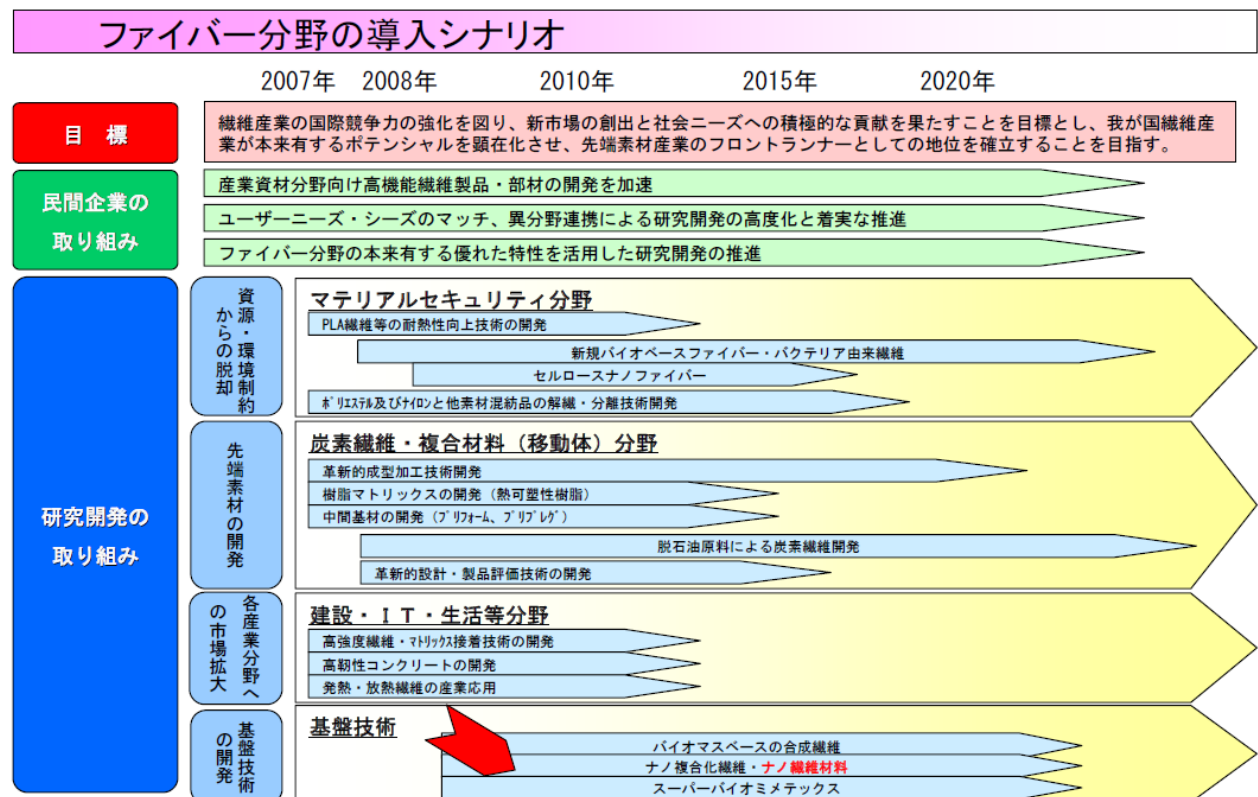 ファイバー分野の導入シナリオ
2007年 2008年 2010年 2015年 2020年
目 標
繊維産業の国際競争力の強化を図り、新市場の創出と社会ニーズへの積極的な貢献を果たすことを目標とし、我が国繊維産
業が本来有するポテンシャルを顕在化させ、先端素材産業のフロントランナーとしての地位を確立することを目指す。
民間企業の
取り組み
産業資材分野向け高機能繊維製品・部材の開発を加速
ユーザーニーズ・シーズのマッチ、異分野連携による研究開発の高度化と着実な推進
ファイバー分野の本来有する優れた特性を活用した研究開発の推進
研究開発の
取り組み
資源・環境制約
からの脱却
マテリアルセキュリティ分野
PLA繊維等の耐熱性向上技術の開発
新規バイオベースファイバー・バクテリア由来繊維
セルロースナノファイバー
ポリエステル及びナイロンと他素材混紡品の解繊・分離技術開発
先端素材の開発
炭素繊維・複合材料（移動体）分野
革新的成型加工技術開発
樹脂マトリックスの開発（熱可塑性樹脂）
中間基材の開発（プリフォーム、プリプレグ）
脱石油原料による炭素繊維開発
革新的設計・製品評価技術の開発
各産業分野へ
の市場拡大
建設・ＩＴ・生活等分野
高強度繊維・マトリックス接着技術の開発
高靭性コンクリートの開発
発熱・放熱繊維の産業応用
基盤技術
の開発
基盤技術
バイオマスベースの合成繊維
ナノ複合化繊維・ナノ繊維材料
スーパーバイオミメテックス